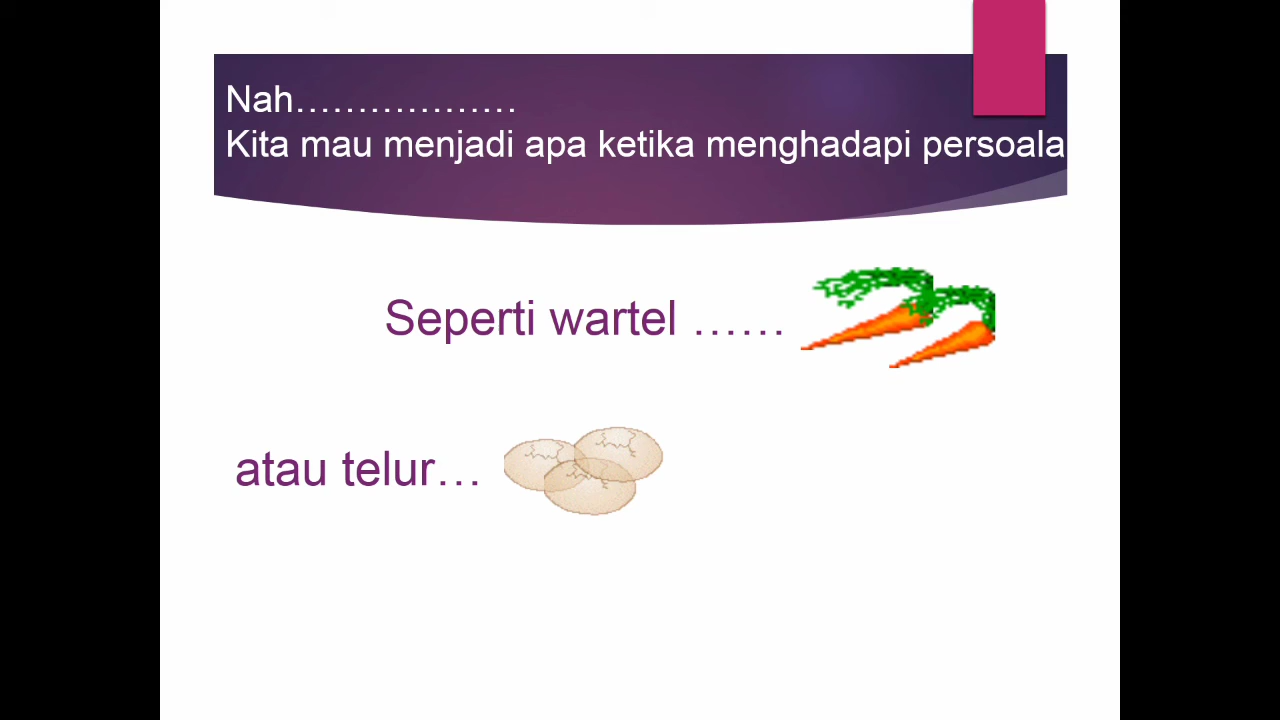 Nah………………
Kita mau menjadi apa ketika menghadapi persoala
Seperti wartel ……
atau telur…